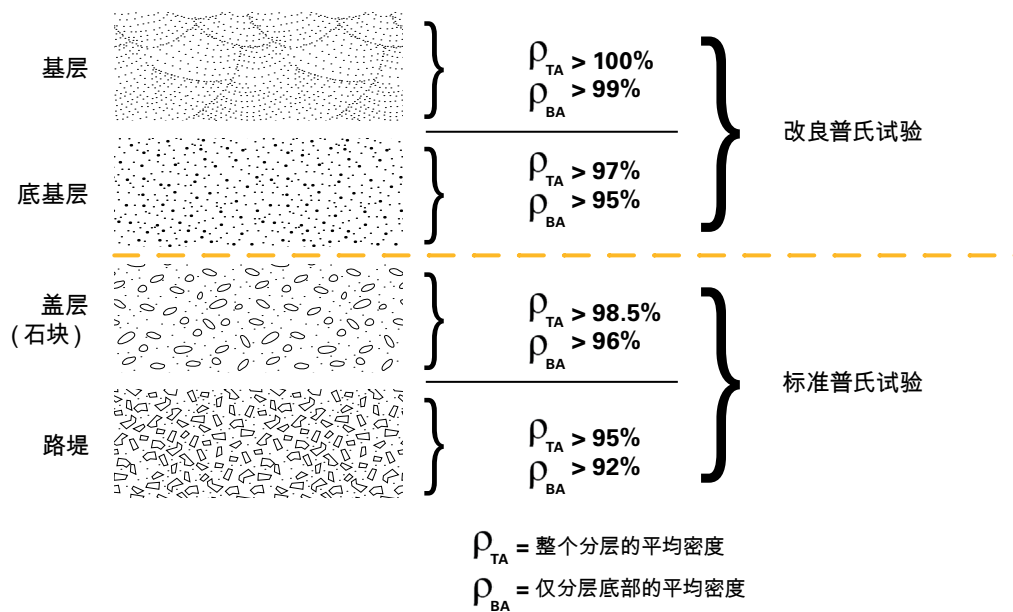 基层
ρTA > 100%
ρBA > 99%
改良普氏试验
底基层
ρTA > 97%
ρBA > 95%
盖层
(石块)
ρTA > 98.5%
ρBA > 96%
标准普氏试验
路堤
ρTA > 95%
ρBA > 92%
ρTA = 整个分层的平均密度
ρBA = 仅分层底部的平均密度